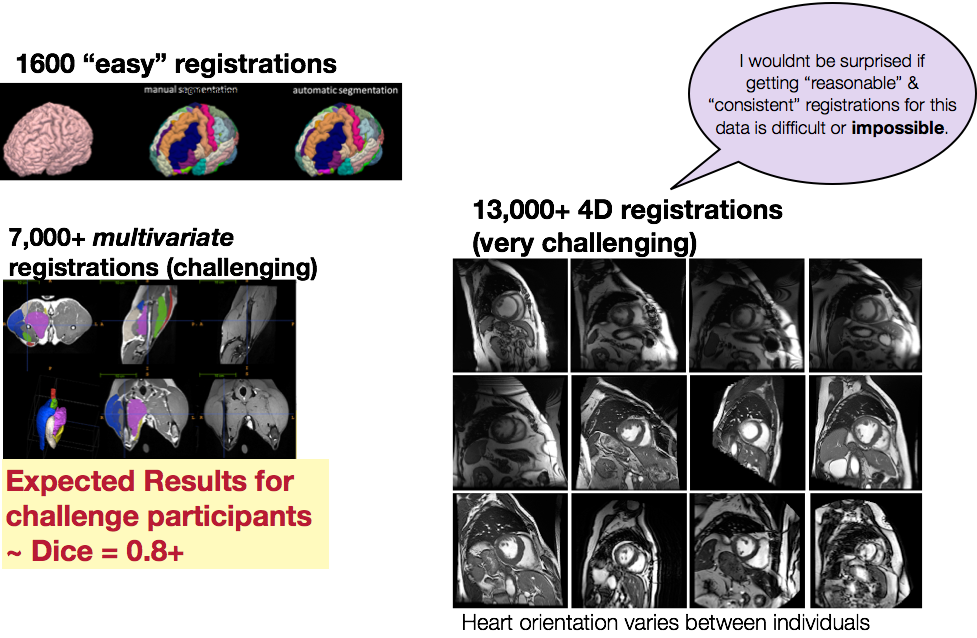 1600 “easy” registrations
manual segmentation
automatic segmentation
I wouldnt be surprised if
getting “reasonable” &
“consistent” registrations for this
data is difficult or impossible.
7,000+ multivariate
registrations (challenging)
Expected Results for
challenge participants
~ Dice = 0.8+
13,000+ 4D registrations
(very challenging)
Heart orientation varies between individuals